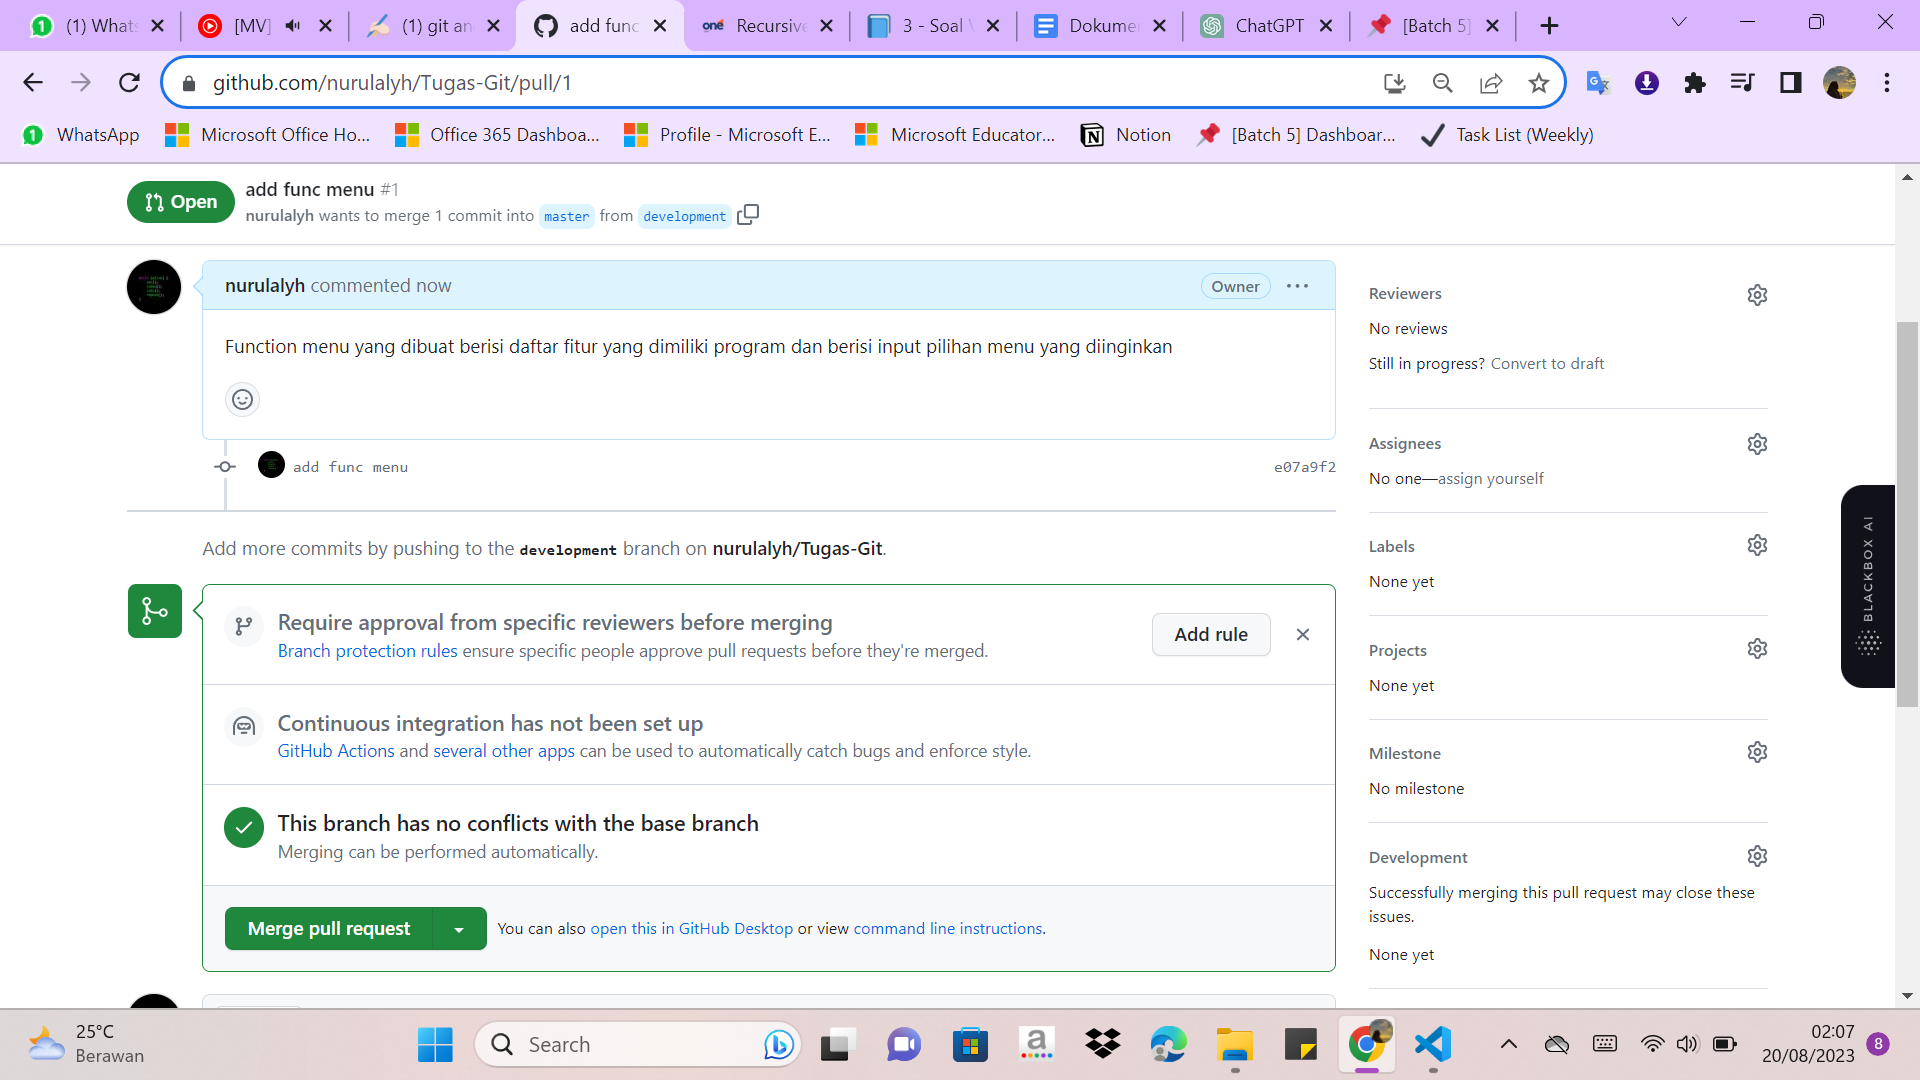 (1) Whats
[MV]
(1) git an
add func
Recursive
3 - Soal
Dokume
ChatGPT
[Batch 5]
github.com/nurulalyh/Tugas-Git/pull/1
WhatsApp
Microsoft Office Ho...
Office 365 Dashboa...
Profile - Microsoft E...
Microsoft Educator...
Notion
[Batch 5] Dashboar...
Task List (Weekly)
Open
add func menu #1
nurulalyh wants to merge 1 commit into master from development
nurulalyh commented now
Owner
Function menu yang dibuat berisi daftar fitur yang dimiliki program dan berisi input pilihan menu yang diinginkan
add func menu
e07a9f2
Add more commits by pushing to the development branch on nurulalyh/Tugas-Git.
Require approval from specific reviewers before merging
Branch protection rules ensure specific people approve pull requests before they're merged.
Add rule
Continuous integration has not been set up
GitHub Actions and several other apps can be used to automatically catch bugs and enforce style.
This branch has no conflicts with the base branch
Merging can be performed automatically.
Merge pull request
You can also open this in GitHub Desktop or view command line instructions.
Reviewers
No reviews
Still in progress? Convert to draft
Assignees
No one—assign yourself
Labels
None yet
Projects
None yet
Milestone
No milestone
Development
Successfully merging this pull request may close these
issues.
None yet
BLACKBOX AI
25°C
Berawan
Search
02:07
20/08/2023
8